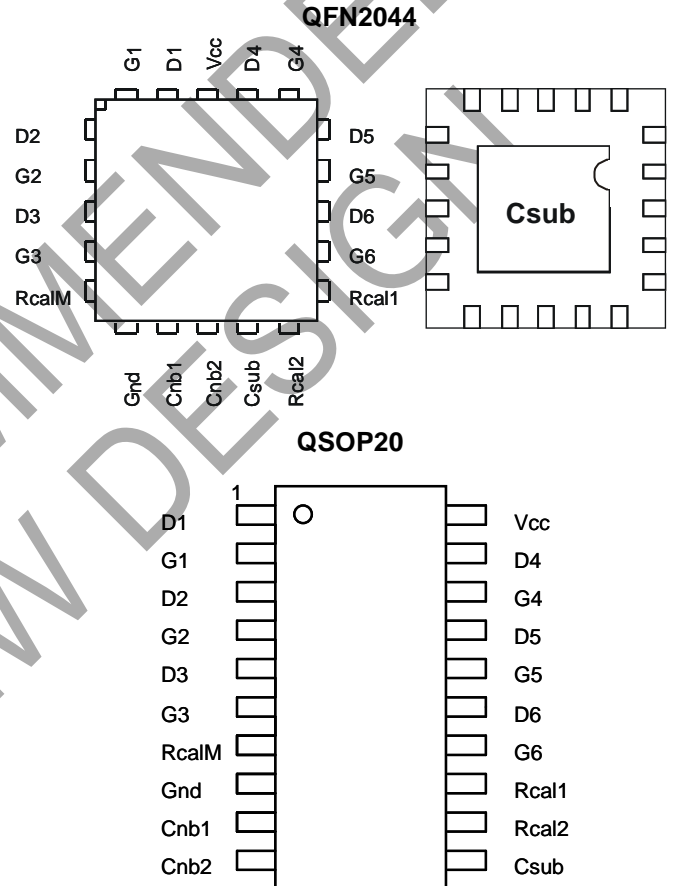 QFN2044
G1 D1 Vcc D4 G4
D2
G2
D3
G3
RcalM
D5
G5
D6
G6
Rcal1
Gnd Cnb1 Cnb2 Csub Rcal2
Csub
QSOP20
1
D1
G1
D2
G2
D3
G3
RcalM
Gnd
Cnb1
Cnb2
Vcc
D4
G4
D5
G5
D6
G6
Rcal1
Rcal2
Csub
MMENDE
W DESIGN